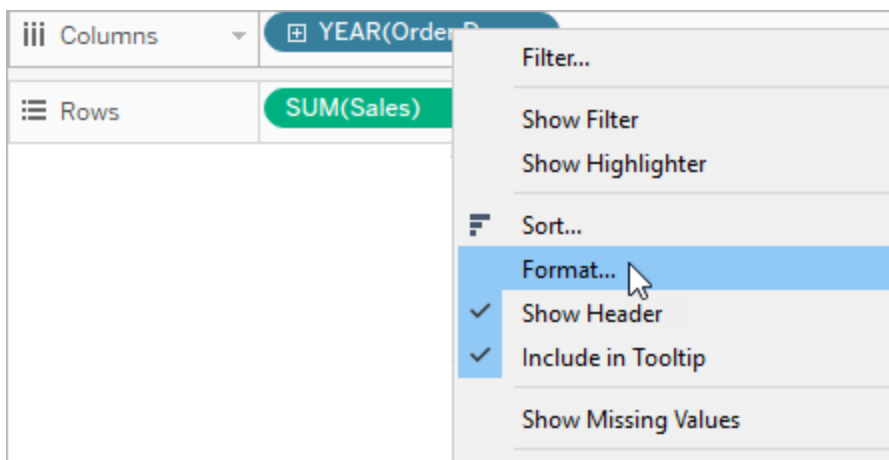 Columns
YEAR(Order
Rows
SUM(Sales)
Filter...
Show Filter
Show Highlighter
Sort...
Format...
Show Header
Include in Tooltip
Show Missing Values